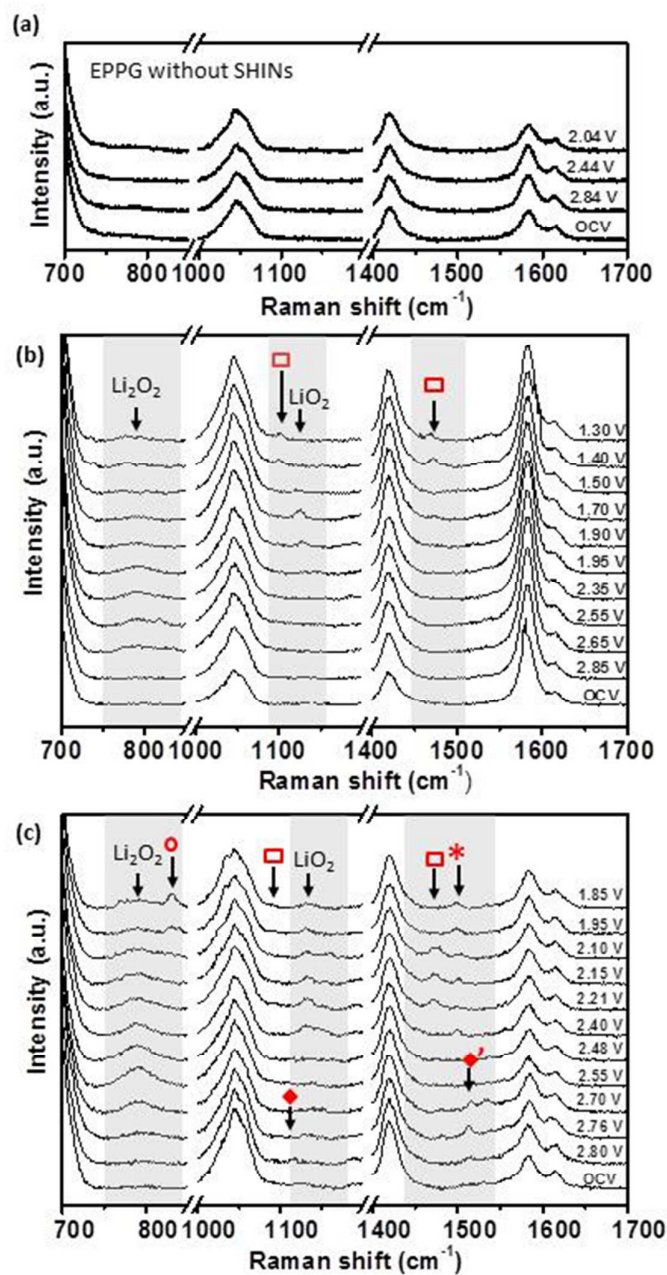 (a)
EPPG without SHINs
Intensity (a.u.)
2.04 V
2.44 V
2.84 V
OCV
700 800 900 1000 1100 1400 1500 1600 1700
Raman shift (cm⁻¹)
(b)
Li₂O₂
LiO₂
Intensity (a.u.)
1.30 V
1.40 V
1.50 V
1.70 V
1.90 V
1.95 V
2.35 V
2.55 V
2.65 V
2.85 V
OCV
700 800 1000 1100 1400 1500 1600 1700
Raman shift (cm⁻¹)
(c)
Li₂O₂
LiO₂
*
Intensity (a.u.)
1.85 V
1.95 V
2.10 V
2.15 V
2.21 V
2.40 V
2.48 V
2.55 V
2.70 V
2.76 V
2.80 V
OCV
700 800 1000 1100 1400 1500 1600 1700
Raman shift (cm⁻¹)